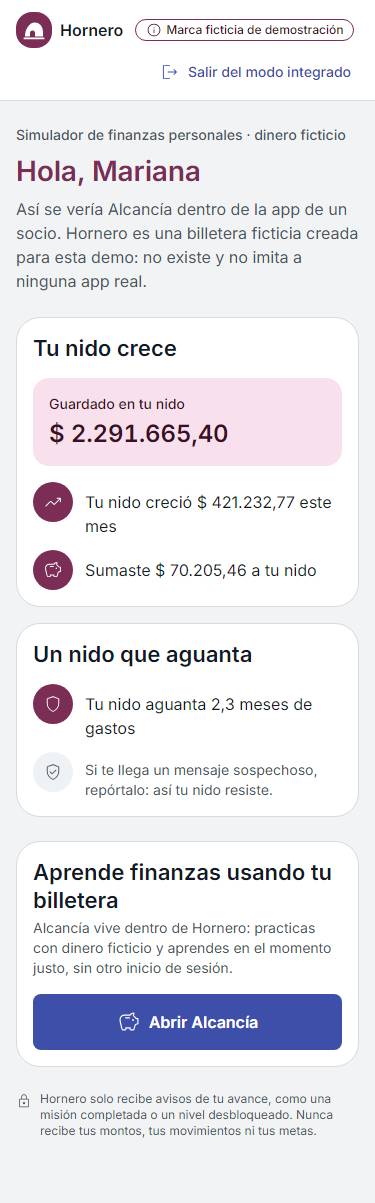 Hornero
Marca ficticia de demostración
Salir del modo integrado
Simulador de finanzas personales · dinero ficticio
Hola, Mariana
Así se vería Alcancía dentro de la app de un
socio. Hornero es una billetera ficticia creada
para esta demo: no existe y no imita a
ninguna app real.
Tu nido crece
Guardado en tu nido
$ 2.291.665,40
Tu nido creció $ 421.232,77 este
mes
Sumaste $ 70.205,46 a tu nido
Un nido que aguanta
Tu nido aguanta 2,3 meses de
gastos
Si te llega un mensaje sospechoso,
repórtalo: así tu nido resiste.
Aprende finanzas usando tu
billetera
Alcancía vive dentro de Hornero: practicas
con dinero ficticio y aprendes en el momento
justo, sin otro inicio de sesión.
Abrir Alcancía
Hornero solo recibe avisos de tu avance, como una
misión completada o un nivel desbloqueado. Nunca
recibe tus montos, tus movimientos ni tus metas.